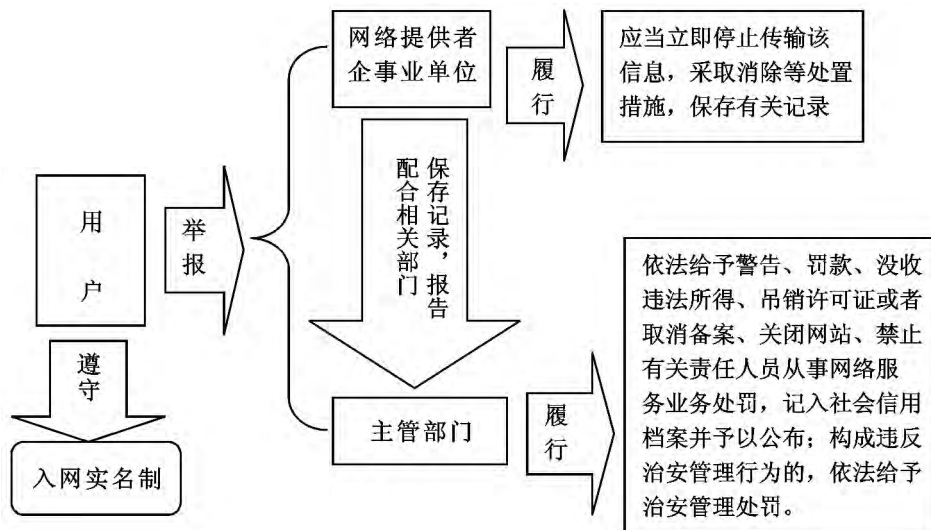 网络提供者
企事业单位
履行
应当立即停止传输该
信息，采取消除等处置
措施，保存有关记录
用户
举报
保存记录，报告
配合相关部门
遵守
入网实名制
主管部门
履行
依法给予警告、罚款、没收
违法所得、吊销许可证或者
取消备案、关闭网站、禁止
有关责任人员从事网络服
务业务处罚，记入社会信用
档案并予以公布；构成违反
治安管理行为的，依法给予
治安管理处罚。